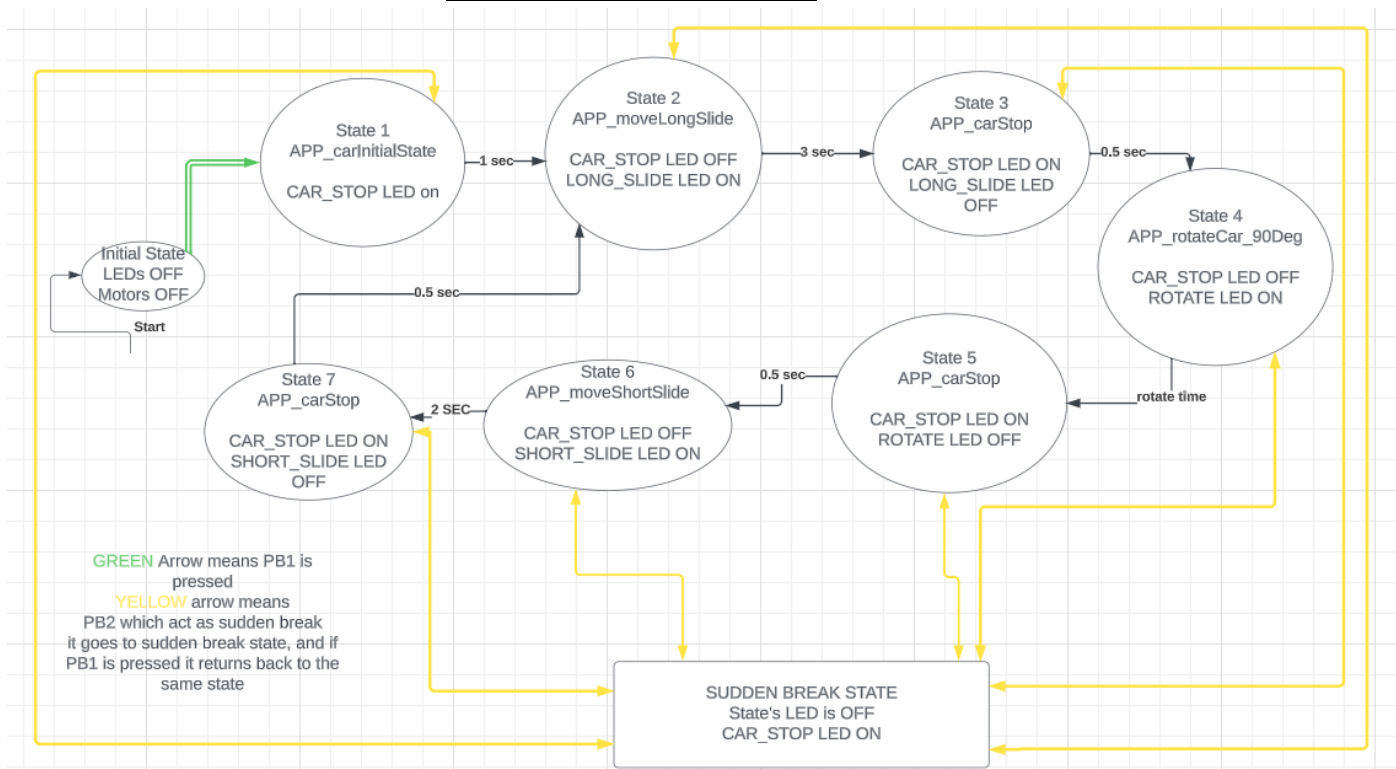 State 1
APP_carInitialState
CAR_STOP LED on
1 sec
State 2
APP_moveLongSlide
CAR_STOP LED OFF
LONG_SLIDE LED ON
3 sec
State 3
APP_carStop
CAR_STOP LED ON
LONG_SLIDE LED
OFF
0.5 sec
State 4
APP_rotateCar_90Deg
CAR_STOP LED OFF
ROTATE LED ON
Initial State
LEDs OFF
Motors OFF
Start
0.5 sec
State 7
APP_carStop
CAR_STOP LED ON
SHORT_SLIDE LED
OFF
2 SEC
State 6
APP_moveShortSlide
CAR_STOP LED OFF
SHORT_SLIDE LED ON
0.5 sec
State 5
APP_carStop
CAR_STOP LED ON
ROTATE LED OFF
rotate time
GREEN Arrow means PB1 is
pressed
YELLOW arrow means
PB2 which act as sudden break
it goes to sudden break state, and if
PB1 is pressed it returns back to the
same state
SUDDEN BREAK STATE
State's LED is OFF
CAR_STOP LED ON